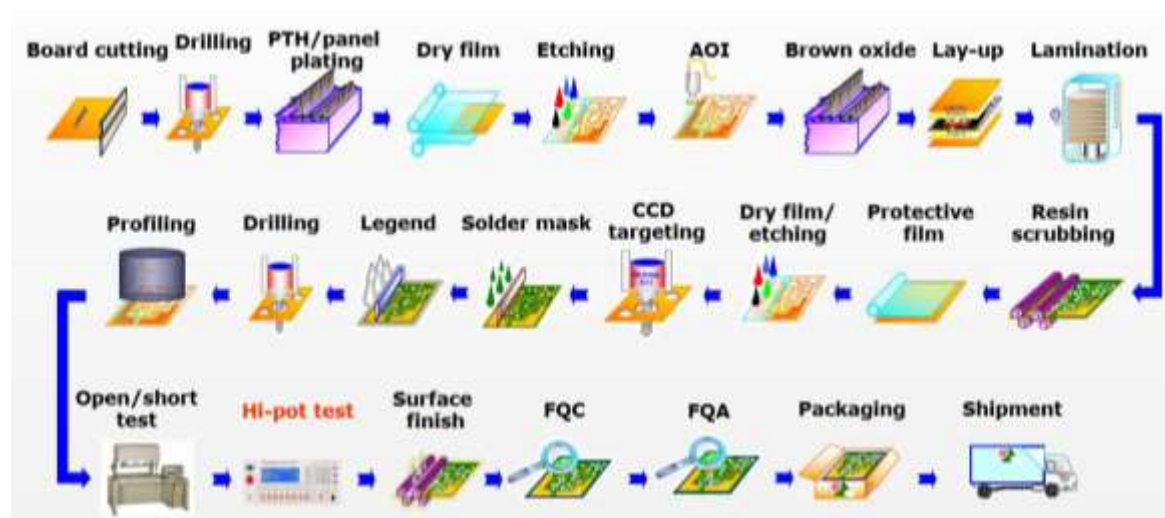 Board cutting
Drilling
PTH/panel
plating
Dry film
Etching
AOI
Brown oxide
Lay-up
Lamination
Profiling
Drilling
Legend
Solder mask
CCD
targeting
Dry film/
etching
Protective
film
Resin
scrubbing
Open/short
test
Hi-pot test
Surface
finish
FQC
FQA
Packaging
Shipment